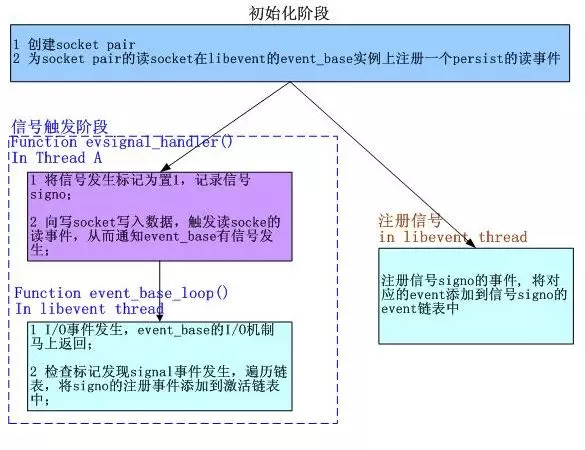 初始化阶段
1 创建socket pair
2 为socket pair的读socket在libevent的event_base实例上注册一个persist的读事件
信号触发阶段
Function evsignal_handler()
In Thread A
1 将信号发生标记为置1，记录信号
signo；
2 向写socket写入数据，触发读socke的
读事件，从而通知event_base有信号发
生；
Function event_base_loop()
In libevent thread
1 I/O事件发生，event_base的I/O机制
马上返回；
2 检查标记发现signal事件发生，遍历链
表，将signo的注册事件添加到激活链表
中；
注册信号
in libevent thread
注册信号signo的事件, 将对
应的event添加到信号signo的
event链表中